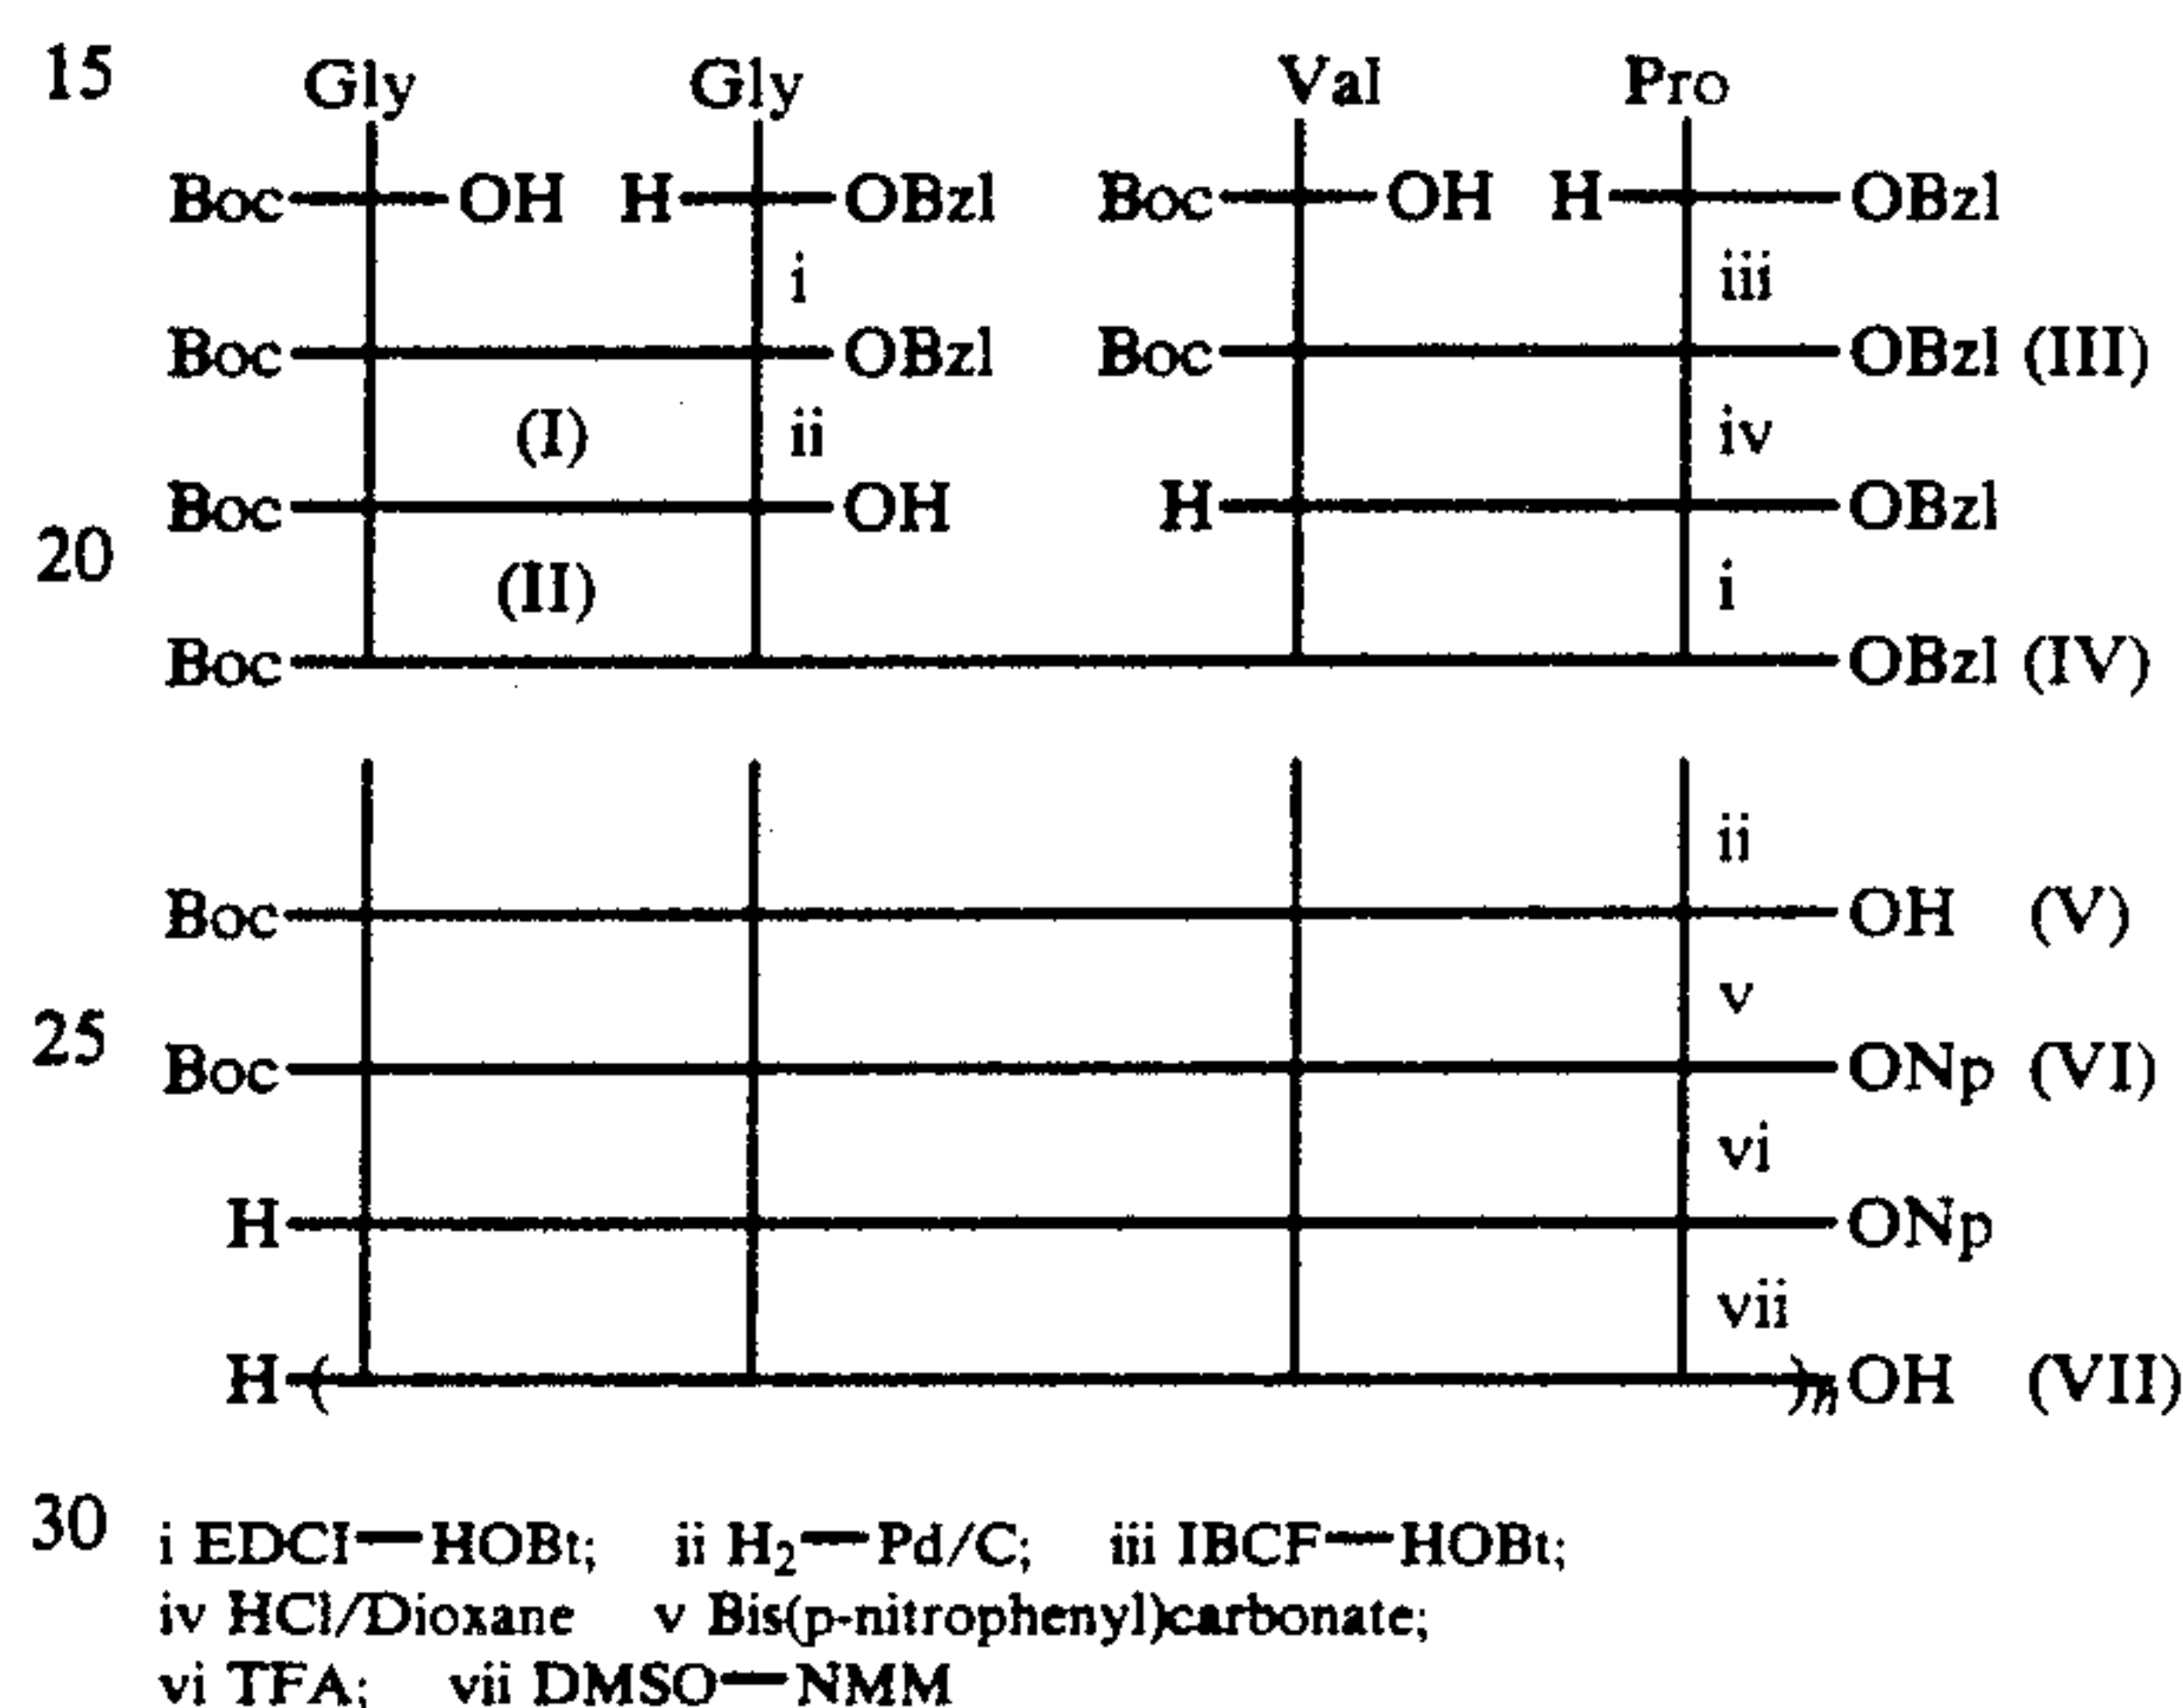 15 Gly Gly Val Pro
Boc OH H OBzl Boc OH H OBzl
i iii
Boc OBzl Boc OBzl (III)
(I) ii iv
Boc OH H OBzl
20
(II) i
Boc OBzl (IV)
ii
Boc OH (V)
v
25
Boc ONp (VI)
vi
H ONp
vii
H ( )n OH (VII)
30 i EDCI—HOBt; ii H₂—Pd/C; iii IBCF—HOBt;
iv HCl/Dioxane v Bis(p-nitrophenyl)carbonate;
vi TFA; vii DMSO—NMM